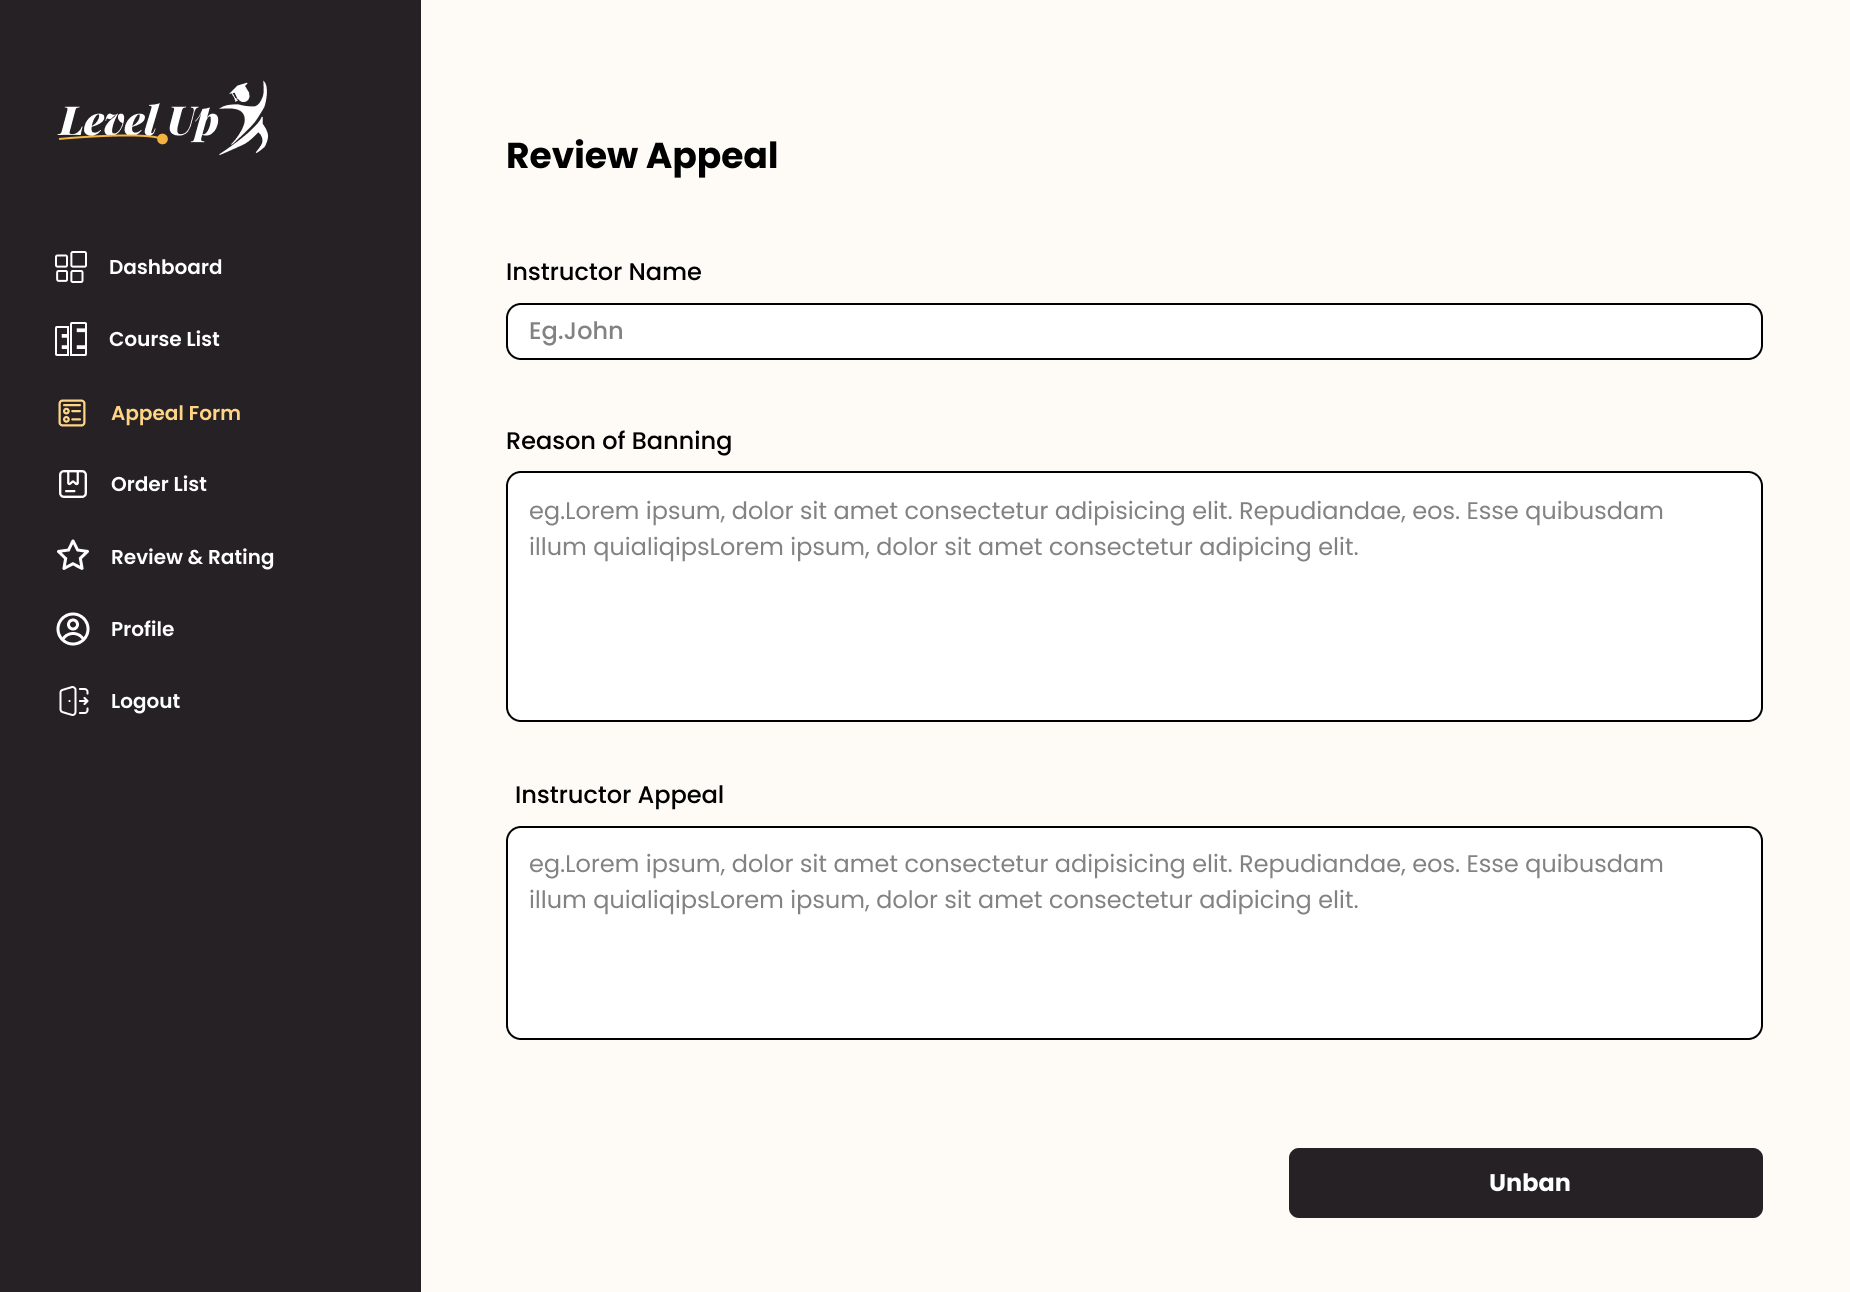 Level Up
Dashboard
Course List
Appeal Form
Order List
Review & Rating
Profile
Logout
Review Appeal
Instructor Name
Eg.John
Reason of Banning
eg.Lorem ipsum, dolor sit amet consectetur adipisicing elit. Repudiandae, eos. Esse quibusdam
illum quialiqipsLorem ipsum, dolor sit amet consectetur adipicing elit.
Instructor Appeal
eg.Lorem ipsum, dolor sit amet consectetur adipisicing elit. Repudiandae, eos. Esse quibusdam
illum quialiqipsLorem ipsum, dolor sit amet consectetur adipicing elit.
Unban